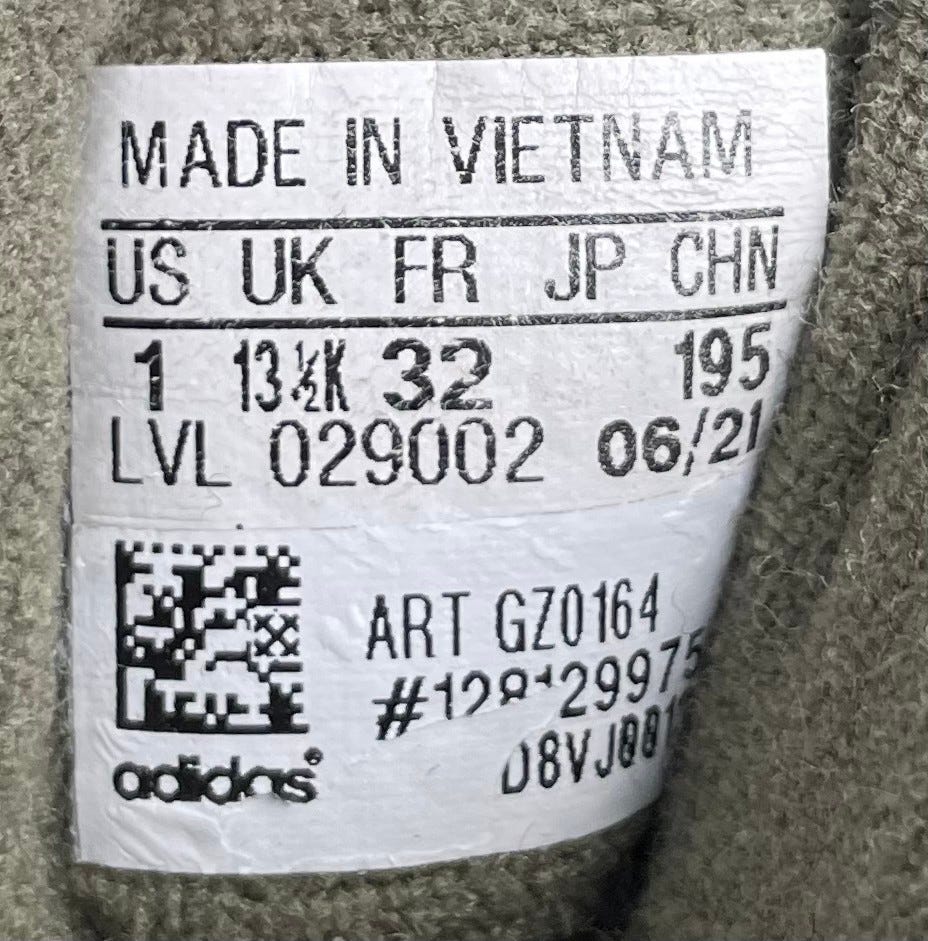 MADE IN VIETNAM
US UK FR JP CHN
1 13½K 32 195
LVL 029002 06/21
ART GZ0164
adidas®